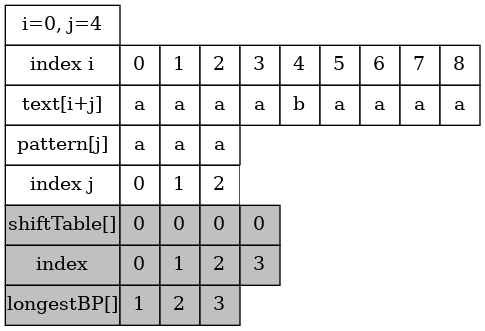 i=0, j=4
index i 0 1 2 3 4 5 6 7 8
text[i+j] a a a a b a a a a
pattern[j] a a a
index j 0 1 2
shiftTable[] 0 0 0 0
index 0 1 2 3
longestBP[] 1 2 3